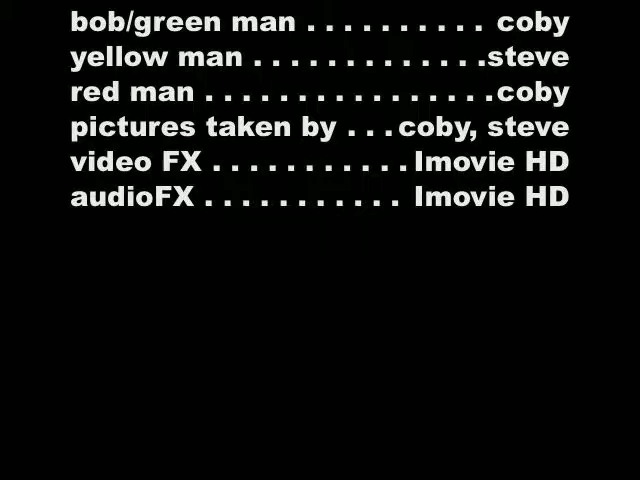 bob/green man . . . . . . . . . . coby
yellow man . . . . . . . . . . . . .steve
red man . . . . . . . . . . . . . . . .coby
pictures taken by . . . coby, steve
video FX . . . . . . . . . . . Imovie HD
audioFX . . . . . . . . . . . Imovie HD